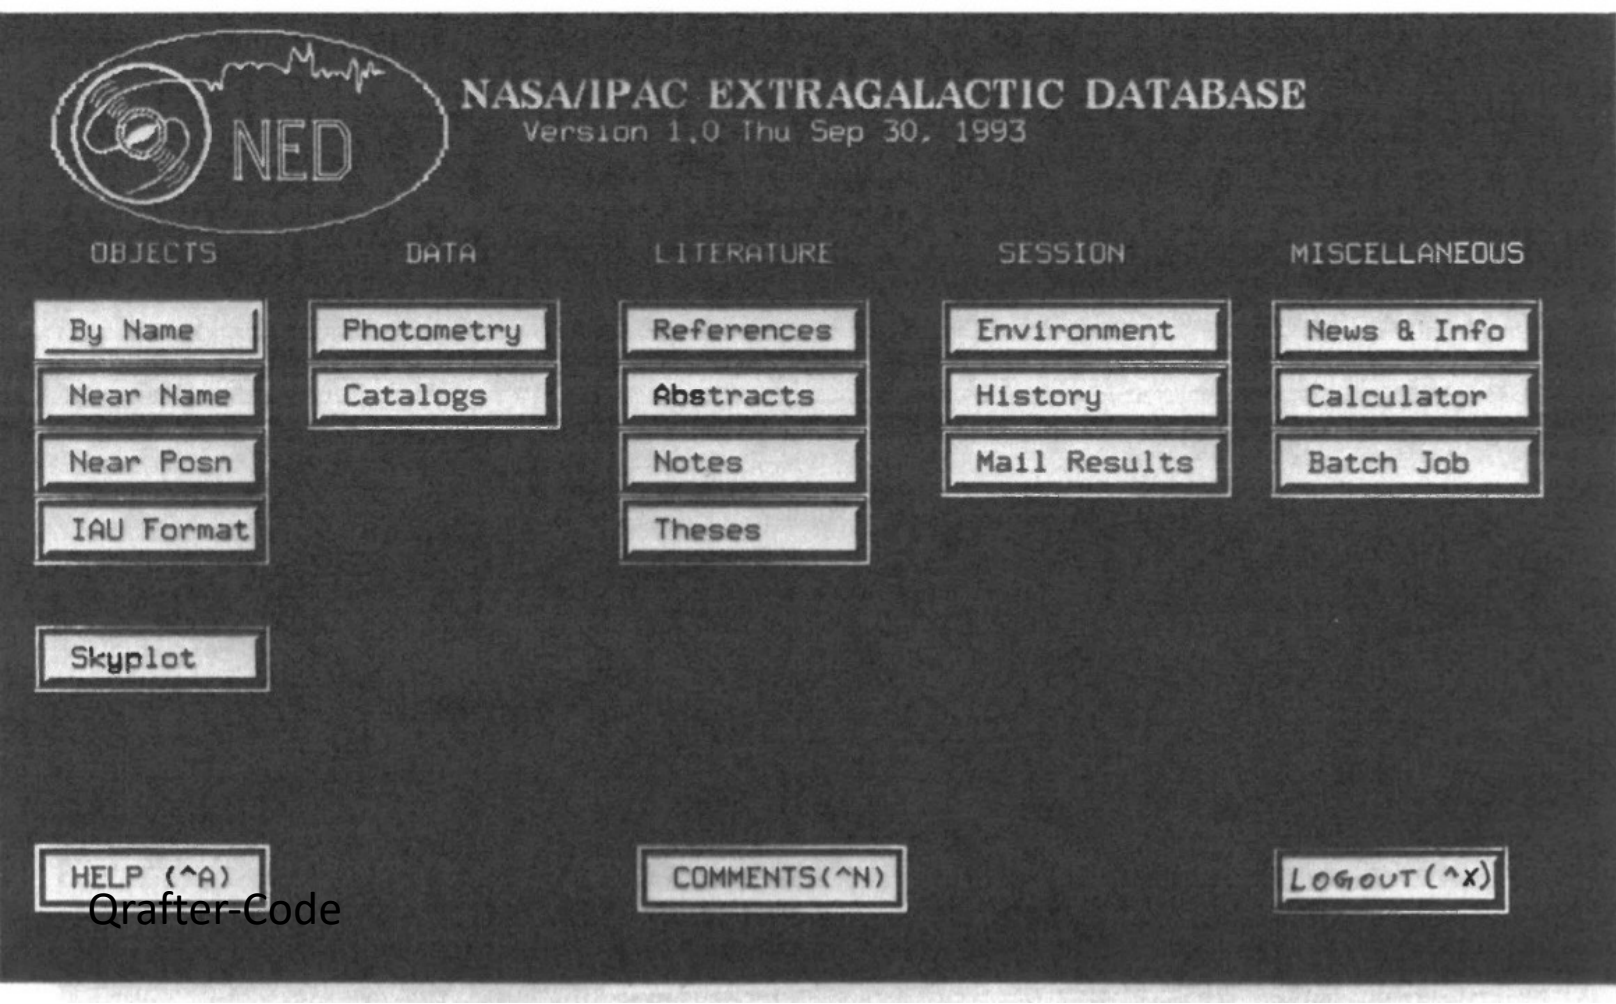 NED
NASA/IPAC EXTRAGALACTIC DATABASE
Version 1.0 Thu Sep 30, 1993
OBJECTS DATA LITERATURE SESSION MISCELLANEOUS
By Name Photometry References Environment News & Info
Near Name Catalogs Abstracts History Calculator
Near Posn Notes Mail Results Batch Job
IAU Format Theses
Skyplot
HELP (^A) COMMENTS(^N) LOGOUT(^X)
Qrafter-Code